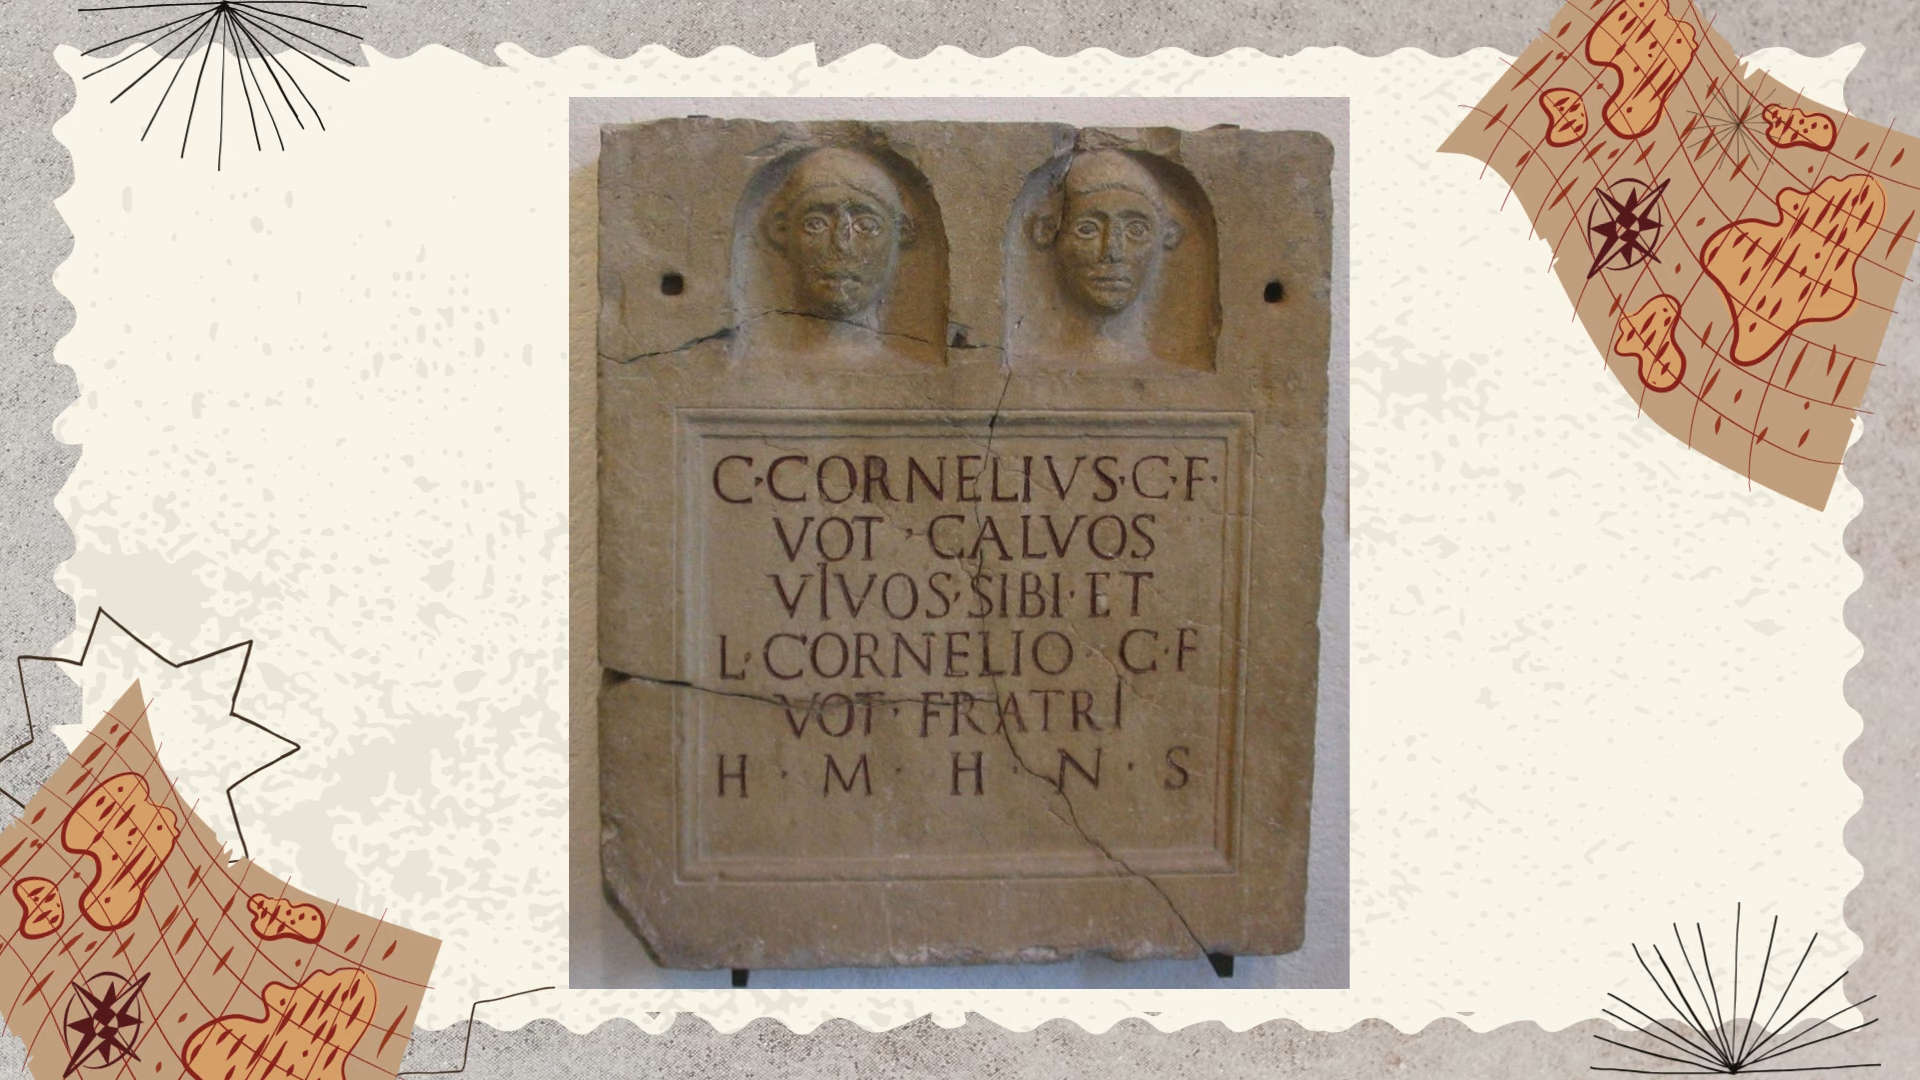 C·CORNELIVS·C·F·
VOT · CALVOS
VIVOS·SIBI·ET
L·CORNELIO · C·F
VOT · FRATRI
H · M · H · N · S